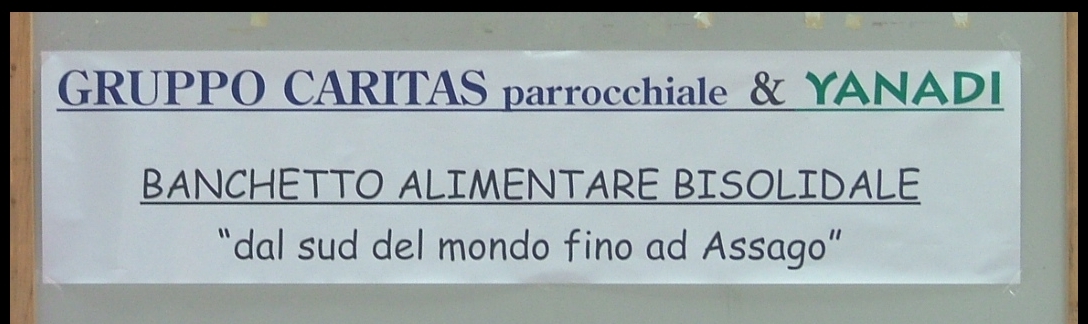 GRUPPO CARITAS parrocchiale & YANADI
BANCHETTO ALIMENTARE BISOLIDALE
“dal sud del mondo fino ad Assago”